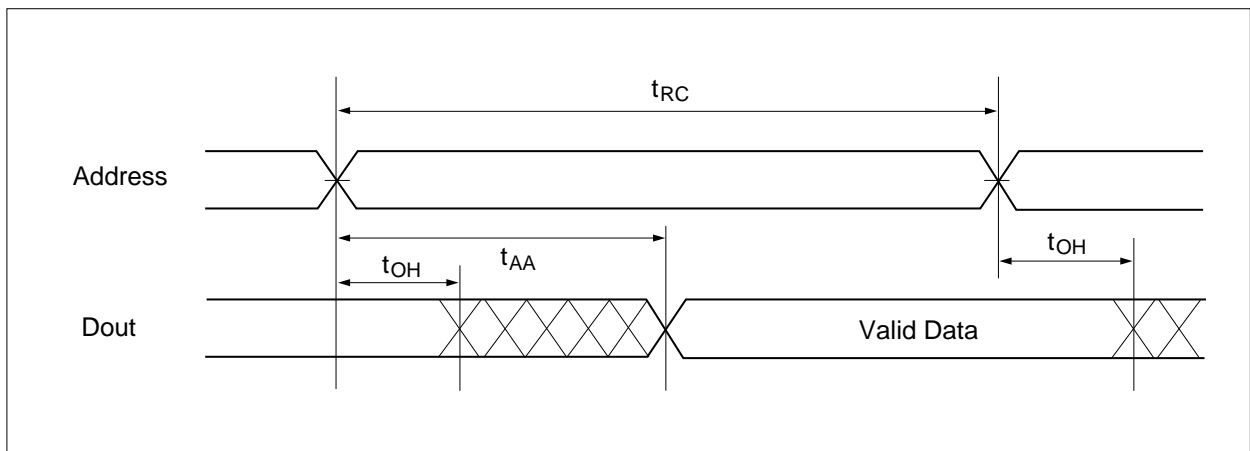 tRC
Address
tAA
tOH
tOH
Dout
Valid Data